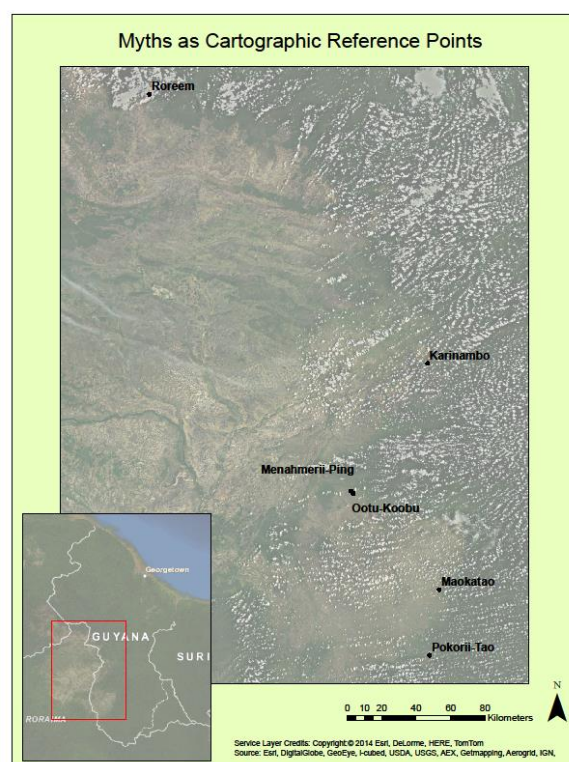 Myths as Cartographic Reference Points
Roreem
Karinambo
Menahmerii-Ping
Ootu-Koobu
Maokatao
Pokorii-Tao
Georgetown
GUYANA
SURI
RORAIMA
N
0 10 20 40 60 80
Kilometers
Service Layer Credits: Copyright:© 2014 Esri, DeLorme, HERE, TomTom
Source: Esri, DigitalGlobe, GeoEye, i-cubed, USDA, USGS, AEX, Getmapping, Aerogrid, IGN,